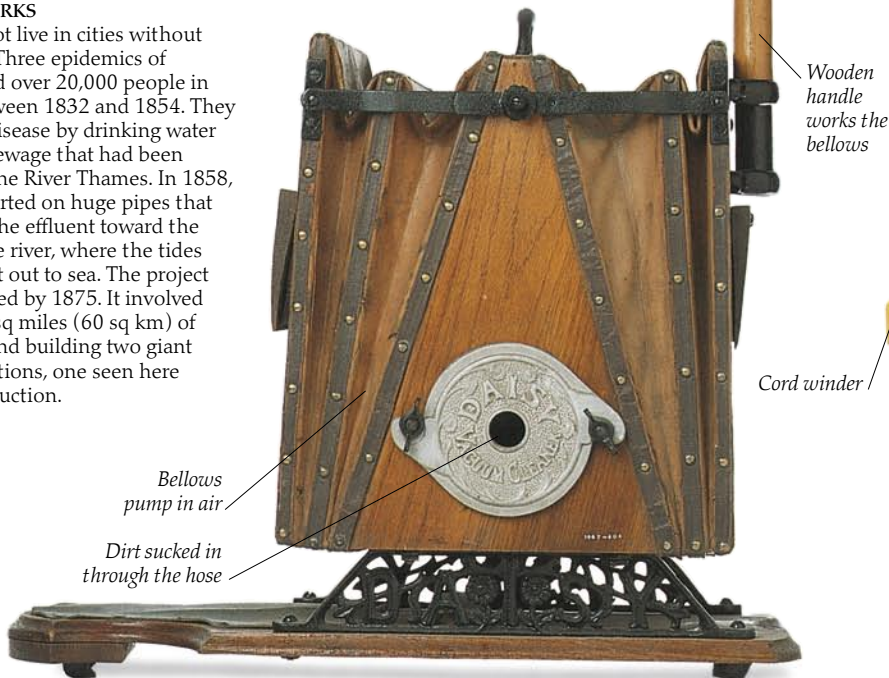 RKS
ot live in cities without
Three epidemics of
d over 20,000 people in
ween 1832 and 1854. They
isease by drinking water
ewage that had been
he River Thames. In 1858,
rted on huge pipes that
he effluent toward the
e river, where the tides
t out to sea. The project
ed by 1875. It involved
sq miles (60 sq km) of
nd building two giant
tions, one seen here
uction.
Wooden
handle
works the
bellows
Cord winder
Bellows
pump in air
Dirt sucked in
through the hose
DAISY
VACUUM CLEANER
DAISY